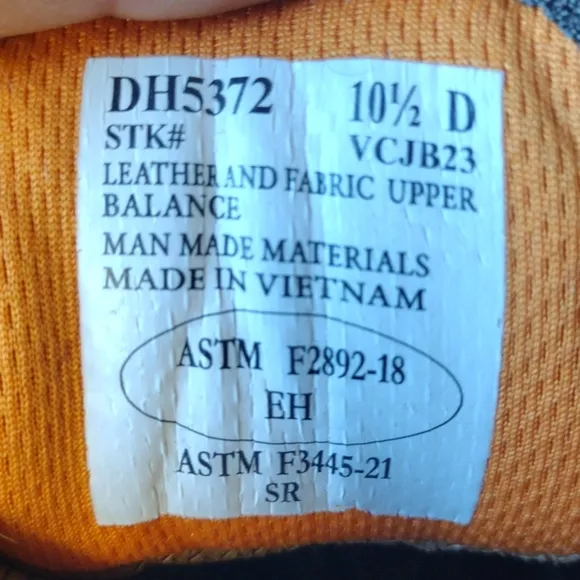 DH5372 10½ D
STK# VCJB23
LEATHER AND FABRIC UPPER
BALANCE
MAN MADE MATERIALS
MADE IN VIETNAM
ASTM F2892-18
EH
ASTM F3445-21
SR